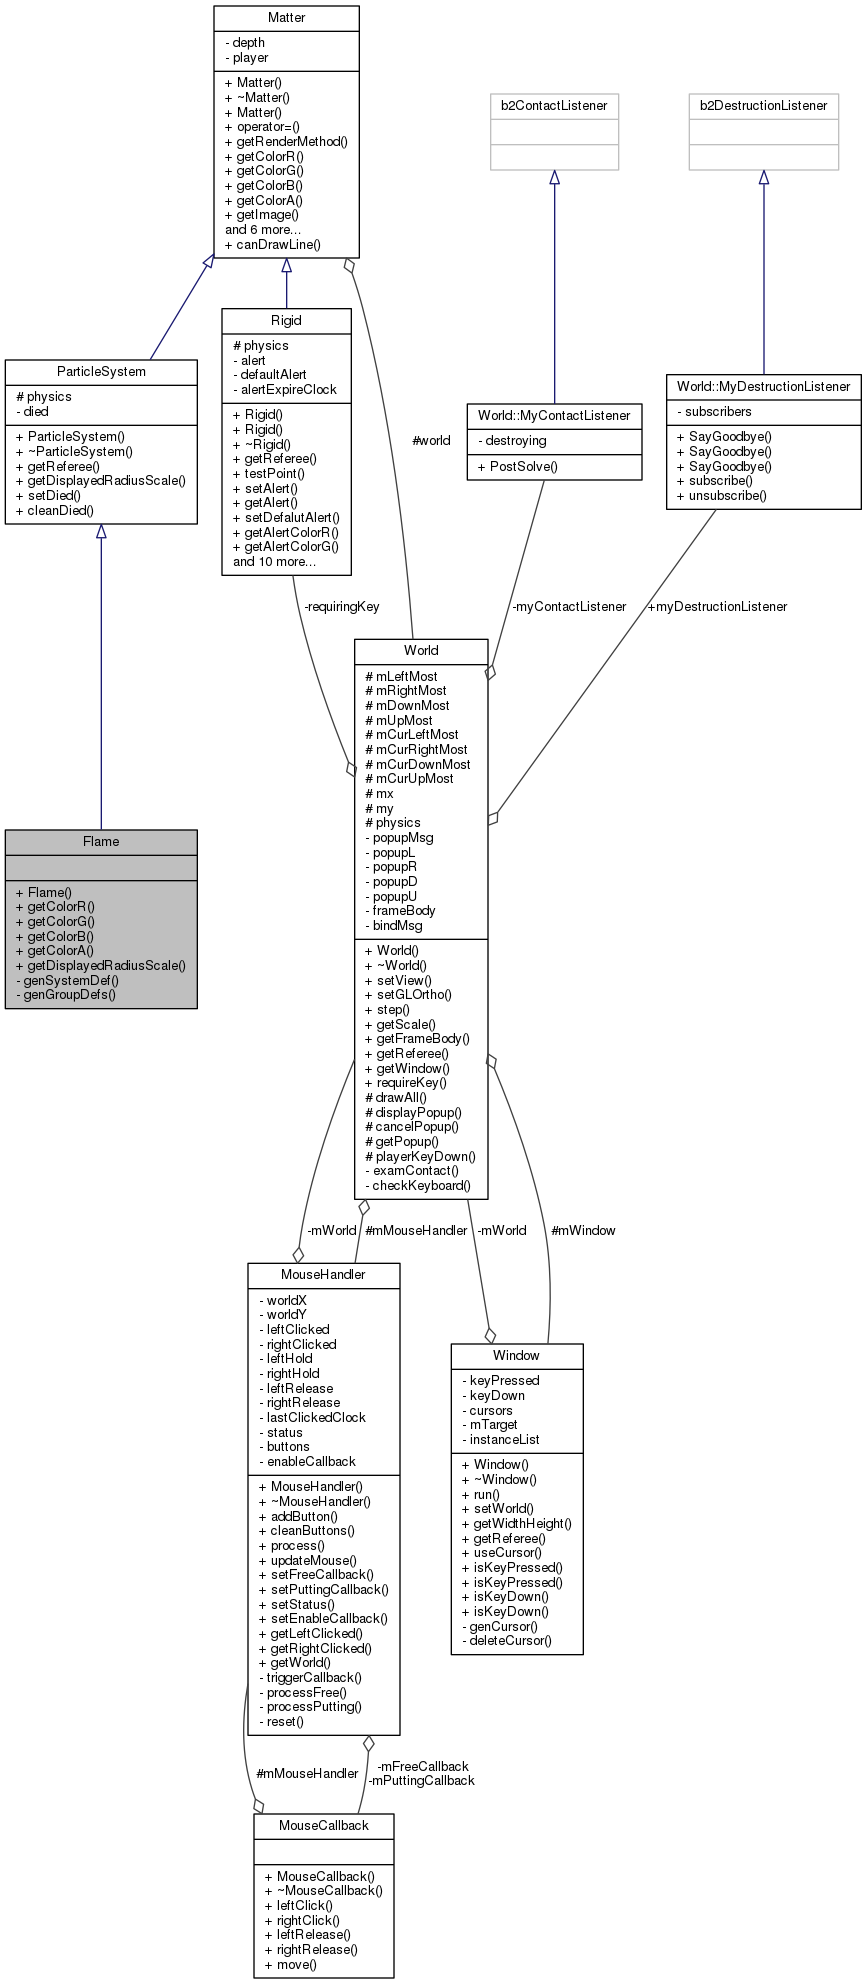 Matter
- depth
- player
+ Matter()
+ ~Matter()
+ Matter()
+ operator=()
+ getRenderMethod()
+ getColorR()
+ getColorG()
+ getColorB()
+ getColorA()
+ getImage()
and 6 more...
+ canDrawLine()
b2ContactListener
b2DestructionListener
Rigid
# physics
- alert
- defaultAlert
- alertExpireClock
+ Rigid()
+ Rigid()
+ ~Rigid()
+ getReferee()
+ testPoint()
+ setAlert()
+ getAlert()
+ setDefalutAlert()
+ getAlertColorR()
+ getAlertColorG()
and 10 more...
ParticleSystem
# physics
- died
+ ParticleSystem()
+ ~ParticleSystem()
+ getReferee()
+ getDisplayedRadiusScale()
+ setDied()
+ cleanDied()
World::MyContactListener
- destroying
+ PostSolve()
World::MyDestructionListener
- subscribers
+ SayGoodbye()
+ SayGoodbye()
+ SayGoodbye()
+ subscribe()
+ unsubscribe()
#world
-requiringKey
-myContactListener
+myDestructionListener
World
# mLeftMost
# mRightMost
# mDownMost
# mUpMost
# mCurLeftMost
# mCurRightMost
# mCurDownMost
# mCurUpMost
# mx
# my
# physics
- popupMsg
- popupL
- popupR
- popupD
- popupU
- frameBody
- bindMsg
+ World()
+ ~World()
+ setView()
+ setGLOrtho()
+ step()
+ getScale()
+ getFrameBody()
+ getReferee()
+ getWindow()
+ requireKey()
# drawAll()
# displayPopup()
# cancelPopup()
# getPopup()
# playerKeyDown()
- examContact()
- checkKeyboard()
Flame
+ Flame()
+ getColorR()
+ getColorG()
+ getColorB()
+ getColorA()
+ getDisplayedRadiusScale()
- genSystemDef()
- genGroupDefs()
-mWorld
#mMouseHandler
-mWorld
#mWindow
MouseHandler
- worldX
- worldY
- leftClicked
- rightClicked
- leftHold
- rightHold
- leftRelease
- rightRelease
- lastClickedClock
- status
- buttons
- enableCallback
+ MouseHandler()
+ ~MouseHandler()
+ addButton()
+ cleanButtons()
+ process()
+ updateMouse()
+ setFreeCallback()
+ setPuttingCallback()
+ setStatus()
+ setEnableCallback()
+ getLeftClicked()
+ getRightClicked()
+ getWorld()
- triggerCallback()
- processFree()
- processPutting()
- reset()
Window
- keyPressed
- keyDown
- cursors
- mTarget
- instanceList
+ Window()
+ ~Window()
+ run()
+ setWorld()
+ getWidthHeight()
+ getReferee()
+ useCursor()
+ isKeyPressed()
+ isKeyPressed()
+ isKeyDown()
+ isKeyDown()
- genCursor()
- deleteCursor()
#mMouseHandler
-mFreeCallback
-mPuttingCallback
MouseCallback
+ MouseCallback()
+ ~MouseCallback()
+ leftClick()
+ rightClick()
+ leftRelease()
+ rightRelease()
+ move()